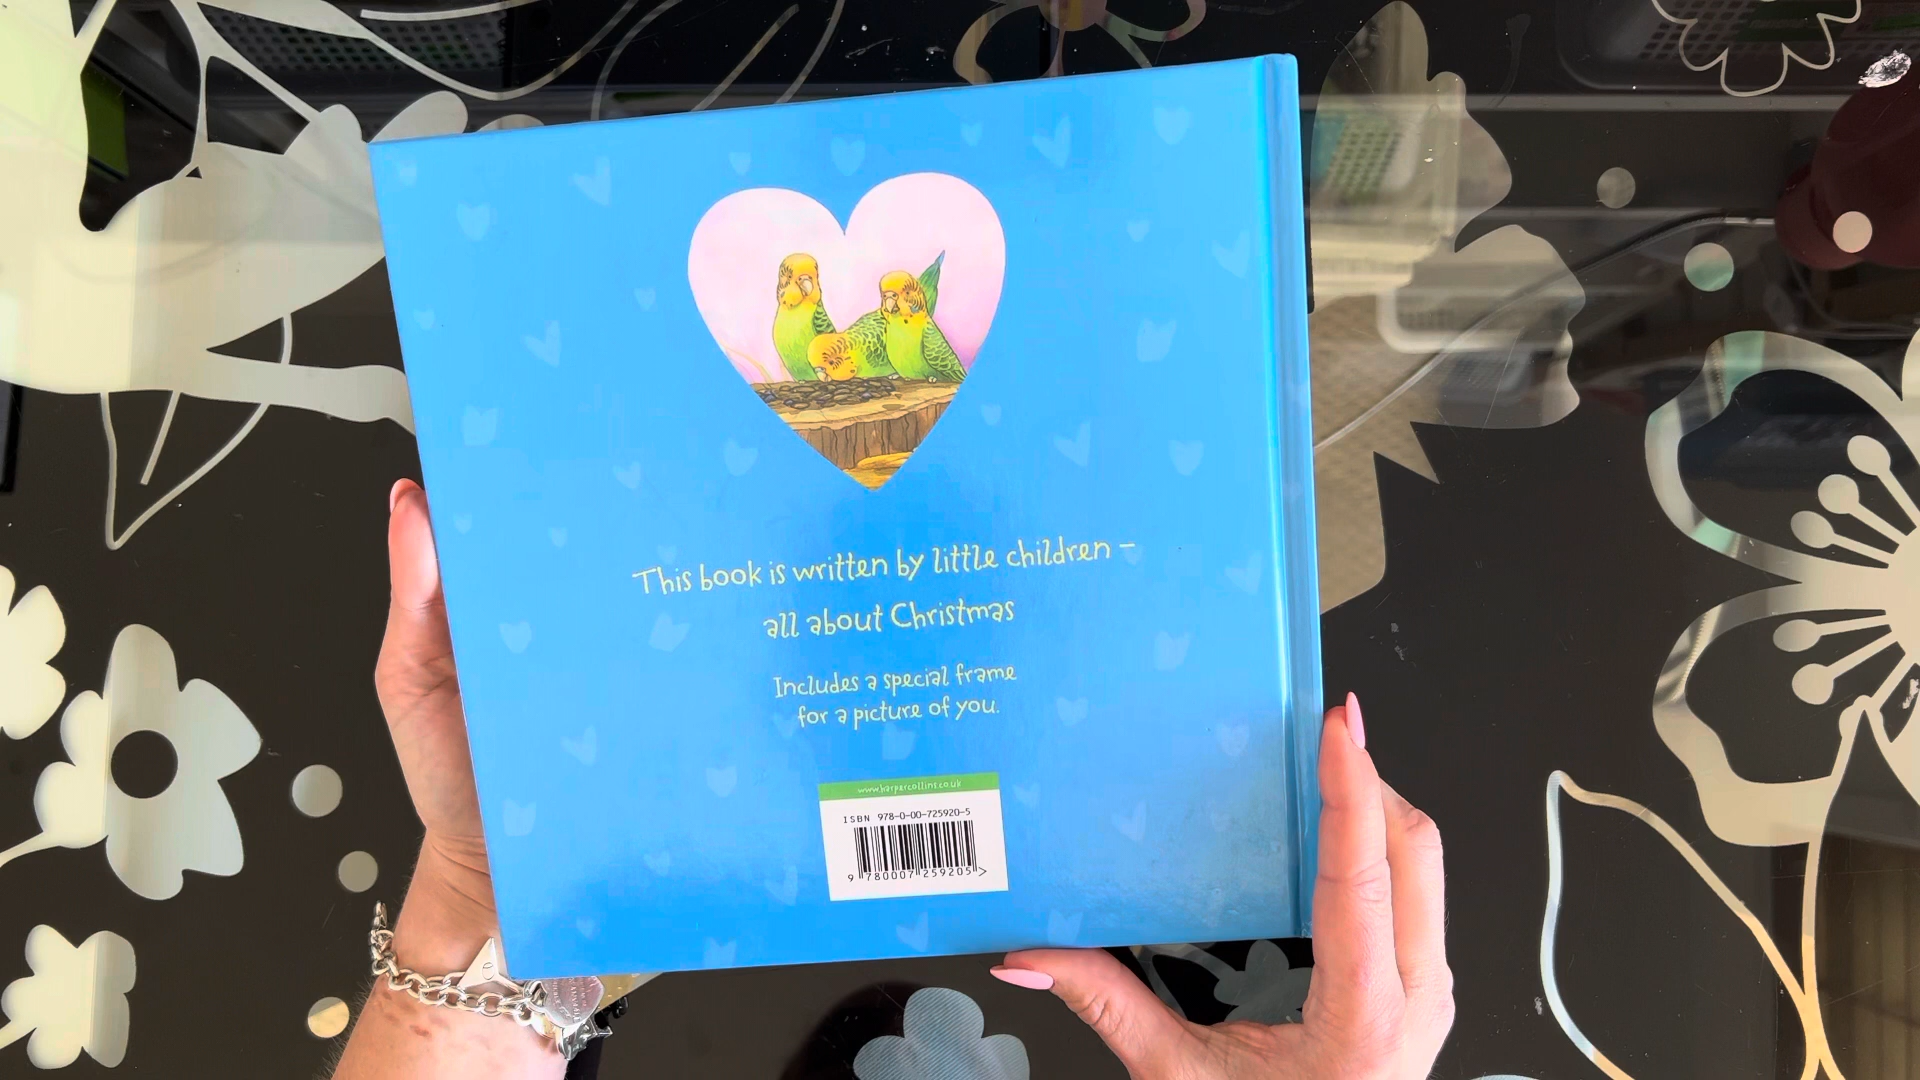 This book is written by little children –
all about Christmas
Includes a special frame
for a picture of you.
www.harpercollins.co.uk
ISBN 978-0-00-725920-5
9 780007 259205 >